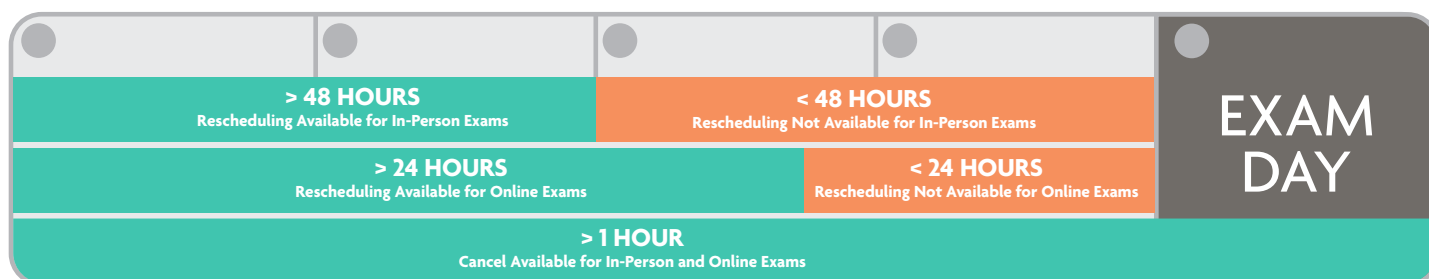 > 48 HOURS
Rescheduling Available for In-Person Exams
< 48 HOURS
Rescheduling Not Available for In-Person Exams
> 24 HOURS
Rescheduling Available for Online Exams
< 24 HOURS
Rescheduling Not Available for Online Exams
EXAM
DAY
> 1 HOUR
Cancel Available for In-Person and Online Exams